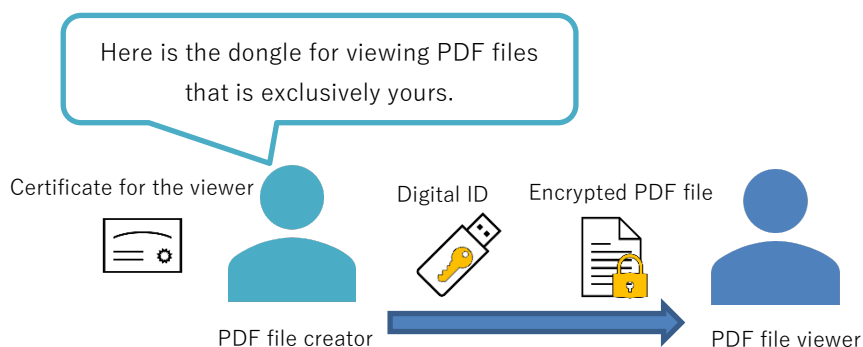 Here is the dongle for viewing PDF files
that is exclusively yours.
Certificate for the viewer
Digital ID
Encrypted PDF file
PDF file creator
PDF file viewer